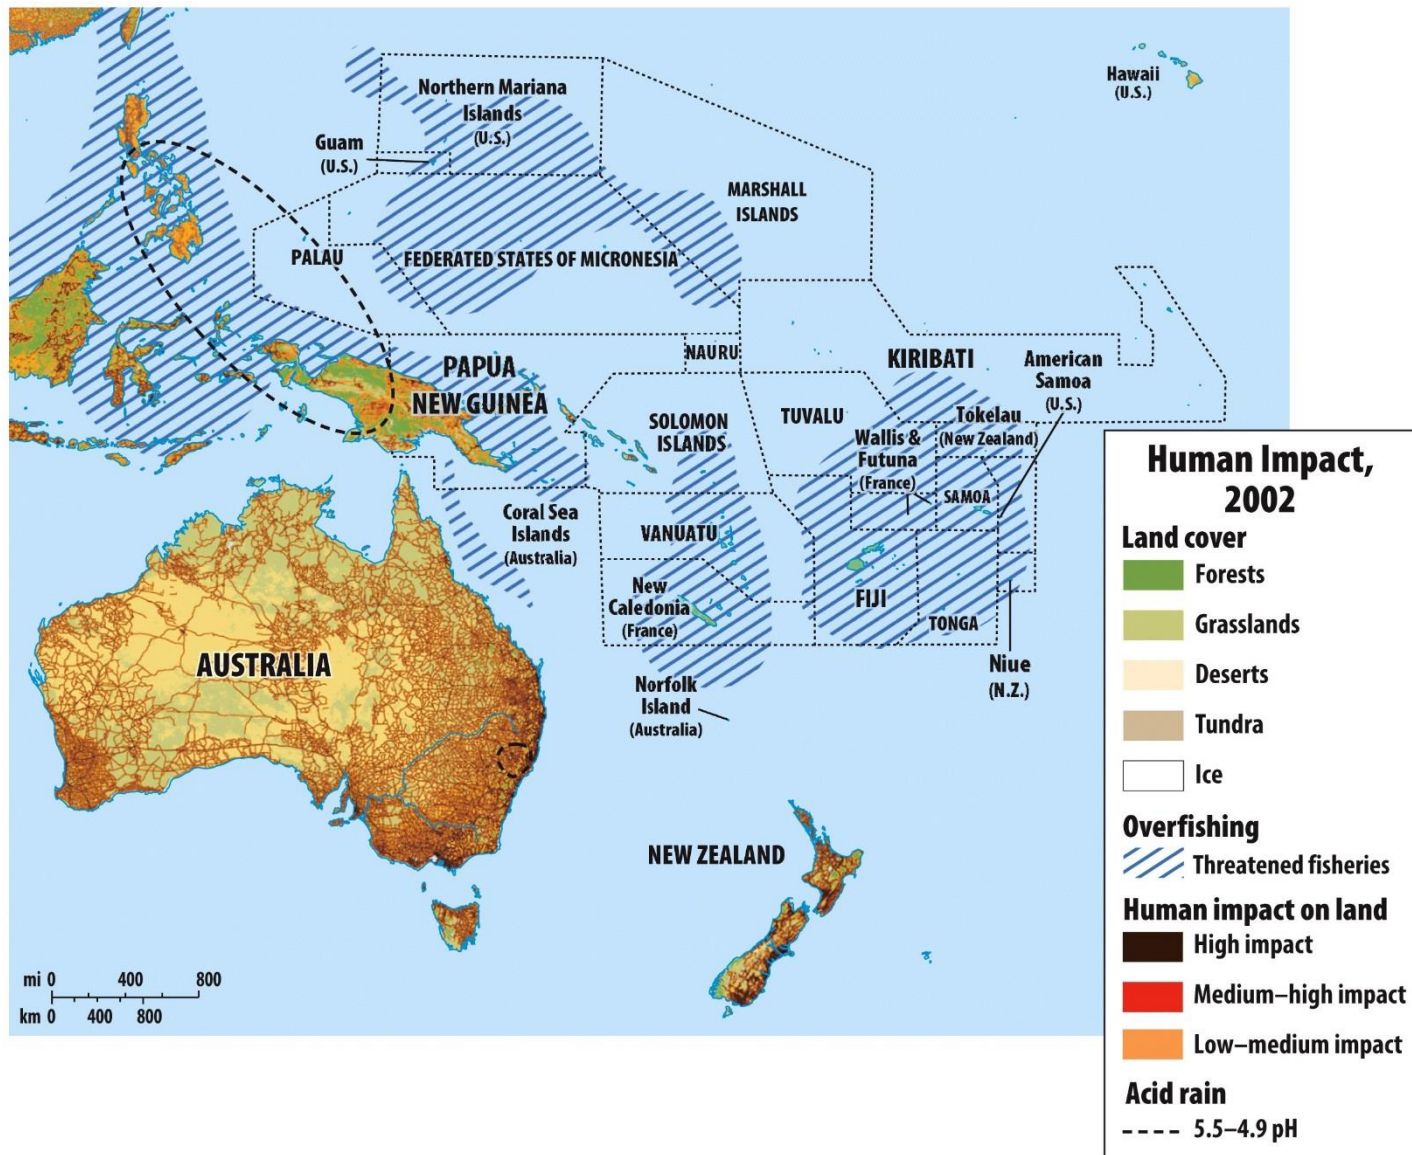 Hawaii
(U.S.)
Northern Mariana
Islands
(U.S.)
Guam
(U.S.)
MARSHALL
ISLANDS
PALAU
FEDERATED STATES OF MICRONESIA
NAURU
KIRIBATI
American
Samoa
(U.S.)
PAPUA
NEW GUINEA
SOLOMON
ISLANDS
TUVALU
Tokelau
(New Zealand)
Wallis &
Futuna
(France)
SAMOA
Coral Sea
Islands
(Australia)
VANUATU
New
Caledonia
(France)
FIJI
TONGA
Niue
(N.Z.)
AUSTRALIA
Norfolk
Island
(Australia)
NEW ZEALAND
mi 0 400 800
km 0 400 800
Human Impact,
2002
Land cover
Forests
Grasslands
Deserts
Tundra
Ice
Overfishing
Threatened fisheries
Human impact on land
High impact
Medium–high impact
Low–medium impact
Acid rain
5.5–4.9 pH